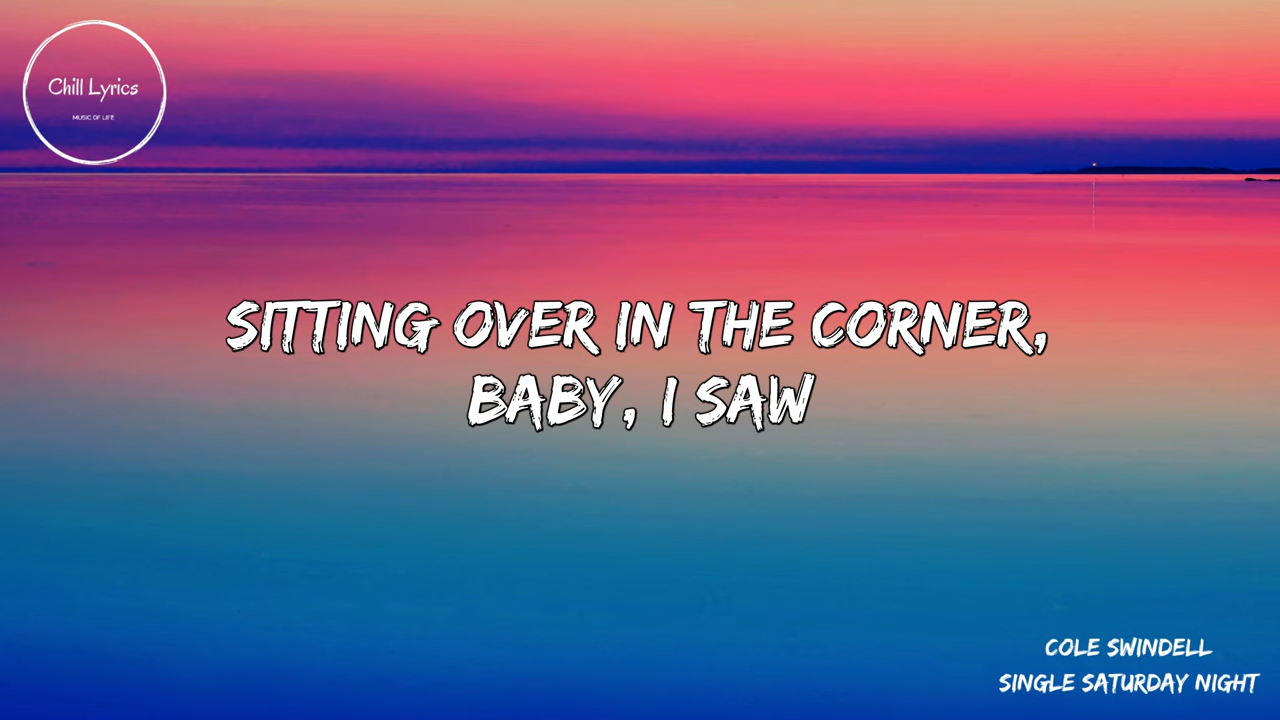 Chill Lyrics
MUSIC OF LIFE
SITTING OVER IN THE CORNER,
BABY, I SAW
COLE SWINDELL
SINGLE SATURDAY NIGHT